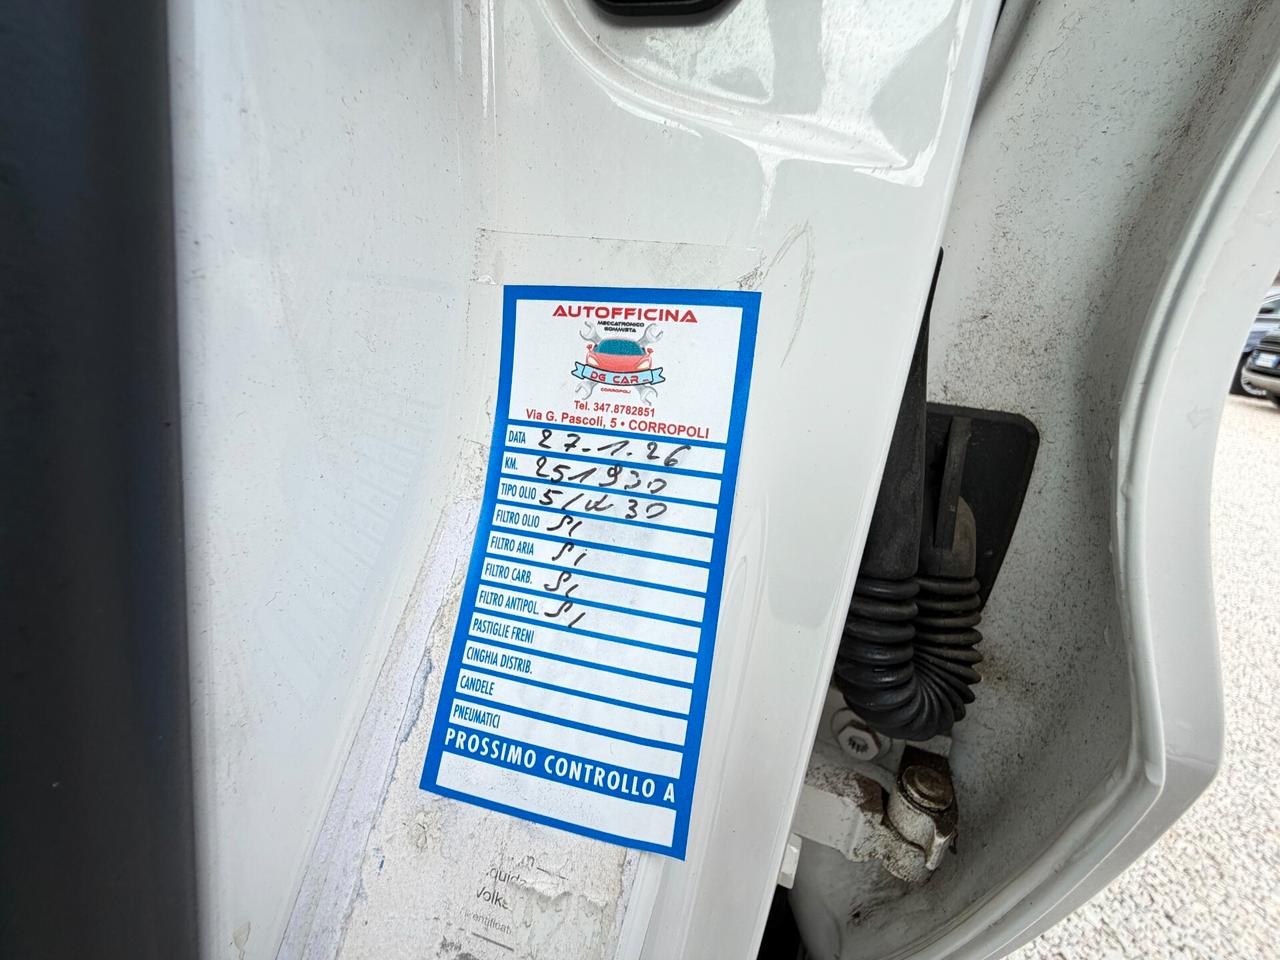 AUTOFFICINA
MECCATRONICO
GOMMISTA
DG CAR
CORROPOLI
Tel. 347.8782851
Via G. Pascoli, 5 • CORROPOLI
DATA 27.1.26
KM. 251930
TIPO OLIO 5/W 30
FILTRO OLIO SI
FILTRO ARIA Si
FILTRO CARB. SI
FILTRO ANTIPOL. SI
PASTIGLIE FRENI
CINGHIA DISTRIB.
CANDELE
PNEUMATICI
PROSSIMO CONTROLLO A